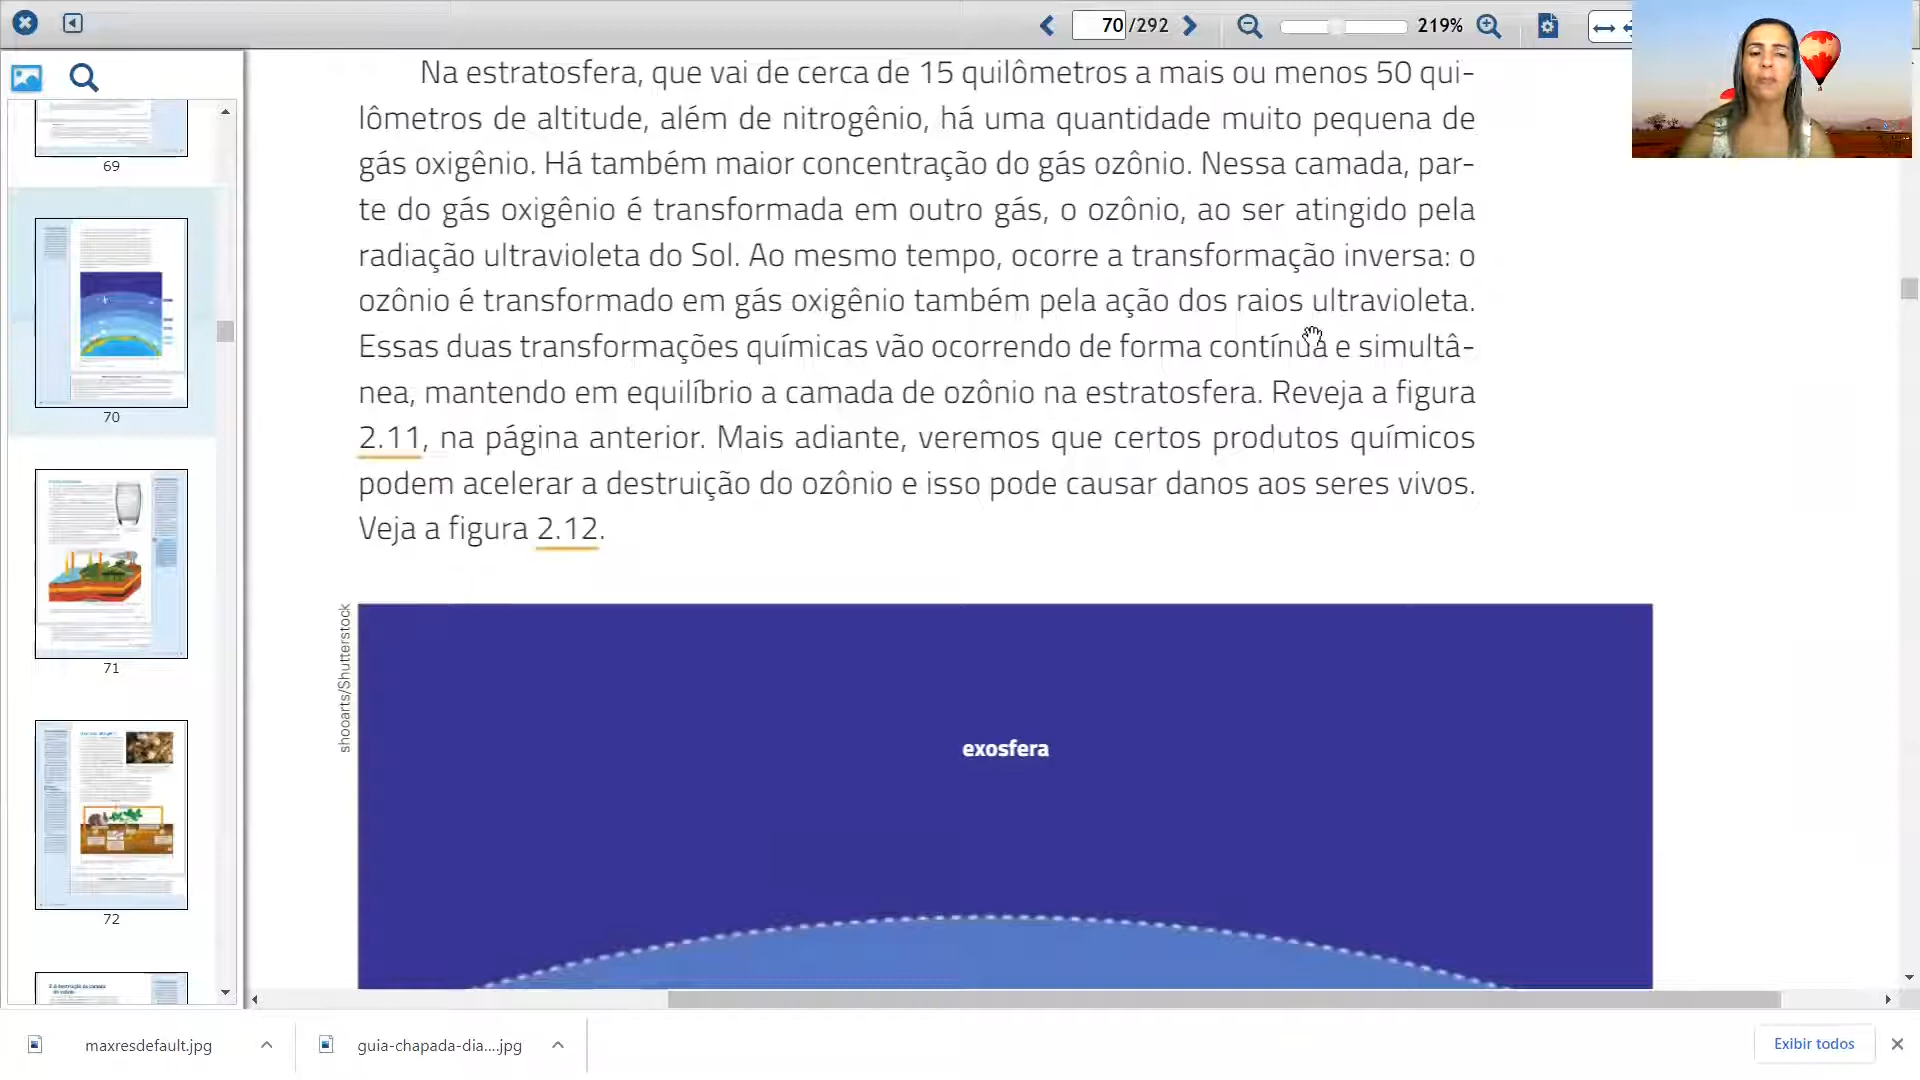 70 /292
219%
Na estratosfera, que vai de cerca de 15 quilômetros a mais ou menos 50 qui-
lômetros de altitude, além de nitrogênio, há uma quantidade muito pequena de
gás oxigênio. Há também maior concentração do gás ozônio. Nessa camada, par-
te do gás oxigênio é transformada em outro gás, o ozônio, ao ser atingido pela
radiação ultravioleta do Sol. Ao mesmo tempo, ocorre a transformação inversa: o
ozônio é transformado em gás oxigênio também pela ação dos raios ultravioleta.
Essas duas transformações químicas vão ocorrendo de forma contínua e simultâ-
nea, mantendo em equilíbrio a camada de ozônio na estratosfera. Reveja a figura
2.11, na página anterior. Mais adiante, veremos que certos produtos químicos
podem acelerar a destruição do ozônio e isso pode causar danos aos seres vivos.
Veja a figura 2.12.
shooarts/Shutterstock
exosfera
69
70
71
72
maxresdefault.jpg
guia-chapada-dia....jpg
Exibir todos